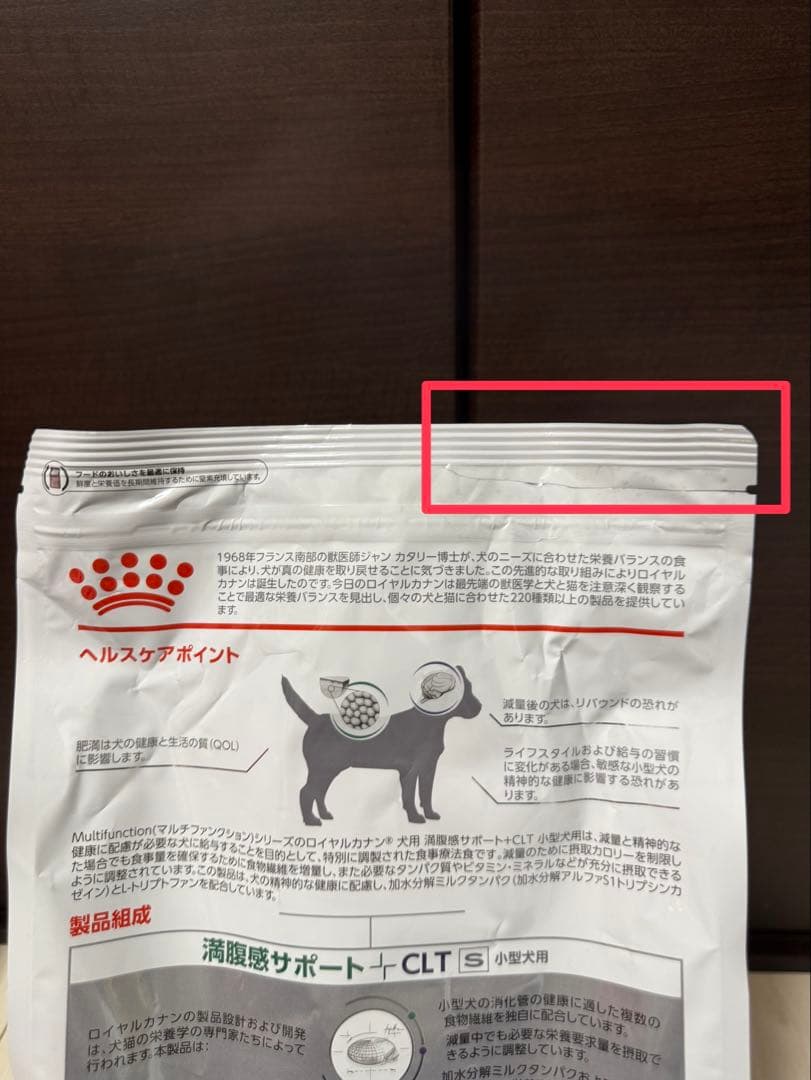 フードのおいしさを最適に保持
鮮度と栄養価を長期間維持するために窒素充填しています。
1968年フランス南部の獣医師ジャン カタリー博士が、犬のニーズに合わせた栄養バランスの食
事により、犬が真の健康を取り戻せることに気づきました。この先進的な取り組みによりロイヤル
カナンは誕生したのです。今日のロイヤルカナンは最先端の獣医学と犬と猫を注意深く観察する
ことで最適な栄養バランスを見出し、個々の犬と猫に合わせた220種類以上の製品を提供してい
ます。
ヘルスケアポイント
減量後の犬は、リバウンドの恐れが
あります。
肥満は犬の健康と生活の質(QOL)
に影響します。
ライフスタイルおよび給与の習慣
に変化がある場合、敏感な小型犬の
精神的な健康に影響する恐れがあ
ります。
Multifunction(マルチファンクション)シリーズのロイヤルカナン® 犬用 満腹感サポート+CLT 小型犬用は、減量と精神的な
健康に配慮が必要な犬に給与することを目的として、特別に調製された食事療法食です。減量のために摂取カロリーを制限し
た場合でも食事量を確保するために食物繊維を増量し、また必要なタンパク質やビタミン・ミネラルなどが充分に摂取できる
ように調整されています。この製品は、犬の精神的な健康に配慮し、加水分解ミルクタンパク(加水分解アルファS1トリプシンカ
ゼイン)とL-トリプトファンを配合しています。
製品組成
満腹感サポート+CLT S 小型犬用
ロイヤルカナンの製品設計および開発
は、犬猫の栄養学の専門家たちによって
行われます。本製品は:
小型犬の消化管の健康に適した複数の
食物繊維を独自に配合しています。
減量中でも必要な栄養要求量を摂取で
きるように調整しています。
加水分解ミルクタンパクおよび